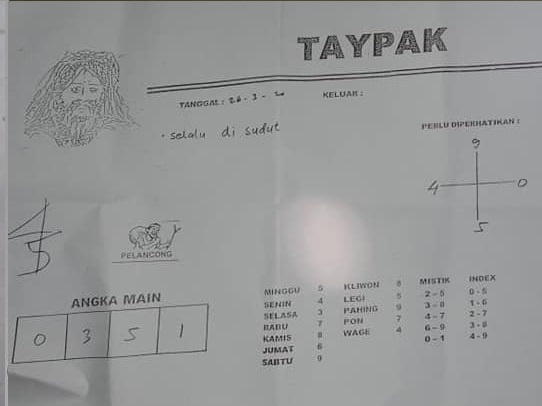 TAYPAK
TANGGAL : 26-3-20
KELUAR :
• selalu di sudut
PERLU DIPERHATIKAN :
9
4 0
5
4
5
PELANCONG
ANGKA MAIN
0 3 5 1
MINGGU 5 KLIWON 8 MISTIK INDEX
SENIN 4 LEGI 5 2 - 5 0 - 5
SELASA 3 PAHING 9 3 - 8 1 - 6
RABU 7 PON 7 4 - 7 2 - 7
KAMIS 8 WAGE 4 6 - 9 3 - 8
JUMAT 6 0 - 1 4 - 9
SABTU 9